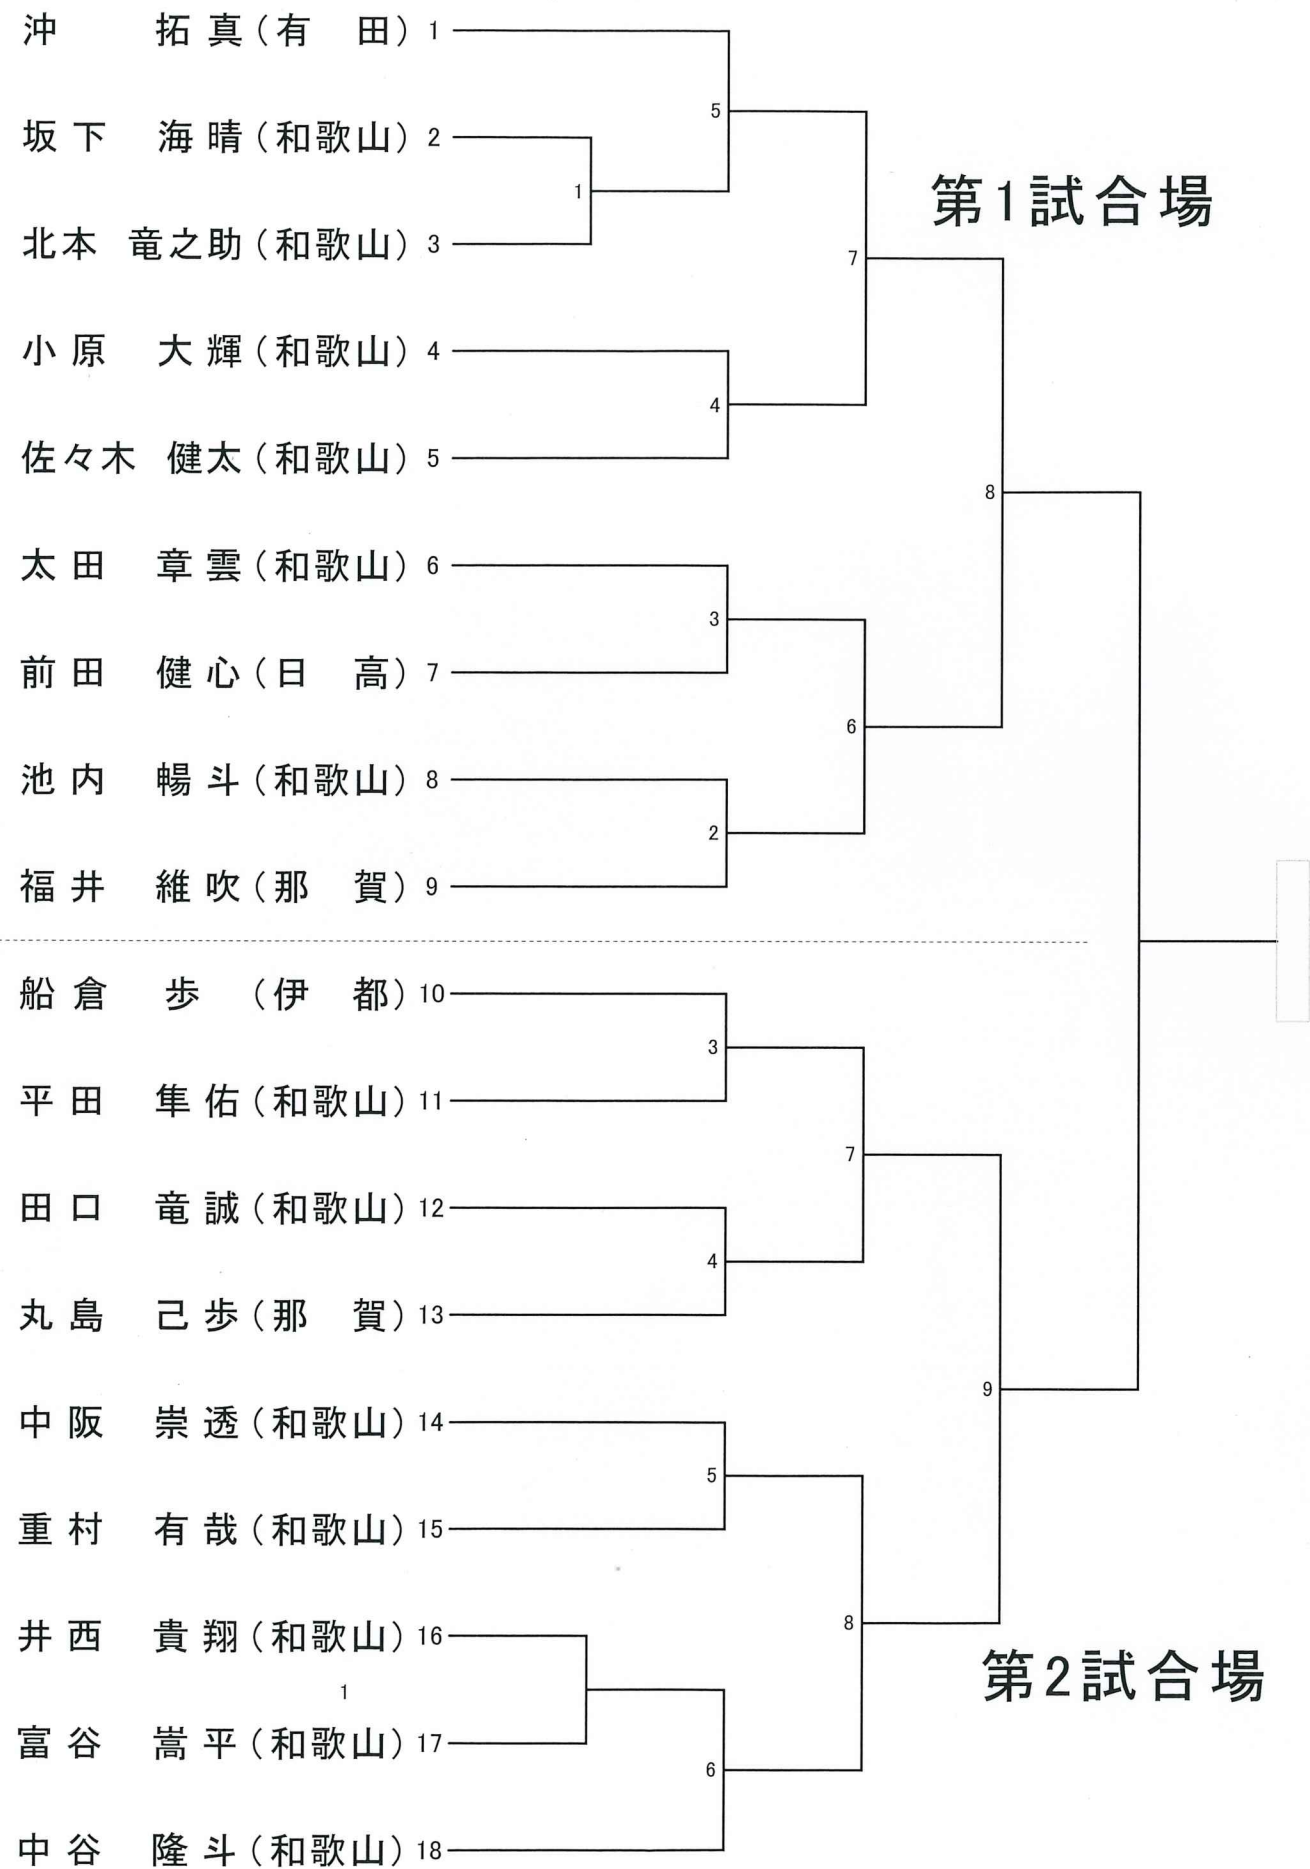 沖 拓真(有 田) 1
5
坂下 海晴(和歌山) 2
第1試合場
1
北本 竜之助(和歌山) 3
7
小原 大輝(和歌山) 4
4
佐々木 健太(和歌山) 5
8
太田 章雲(和歌山) 6
3
前田 健心(日 高) 7
6
池内 暢斗(和歌山) 8
2
福井 維吹(那 賀) 9
船倉 歩 (伊 都) 10
3
平田 隼佑(和歌山) 11
7
田口 竜誠(和歌山) 12
4
丸島 己歩(那 賀) 13
9
中阪 崇透(和歌山) 14
5
重村 有哉(和歌山) 15
8
井西 貴翔(和歌山) 16
第2試合場
1
富谷 嵩平(和歌山) 17
6
中谷 隆斗(和歌山) 18